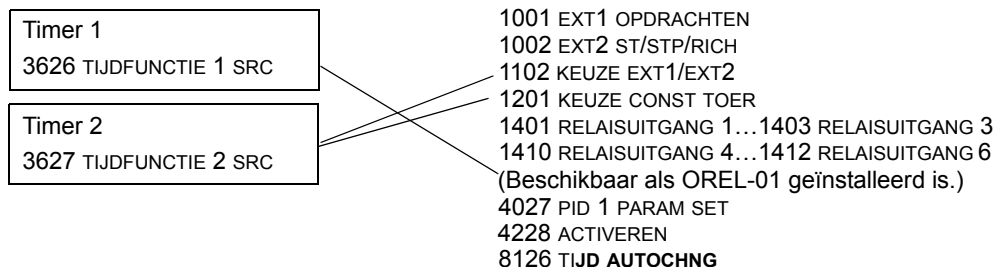 Timer 1
3626 TIJDFUNCTIE 1 SRC
Timer 2
3627 TIJDFUNCTIE 2 SRC
1001 EXT1 OPDRACHTEN
1002 EXT2 ST/STP/RICH
1102 KEUZE EXT1/EXT2
1201 KEUZE CONST TOER
1401 RELAISUITGANG 1…1403 RELAISUITGANG 3
1410 RELAISUITGANG 4…1412 RELAISUITGANG 6
(Beschikbaar als OREL-01 geïnstalleerd is.)
4027 PID 1 PARAM SET
4228 ACTIVEREN
8126 TIJD AUTOCHNG